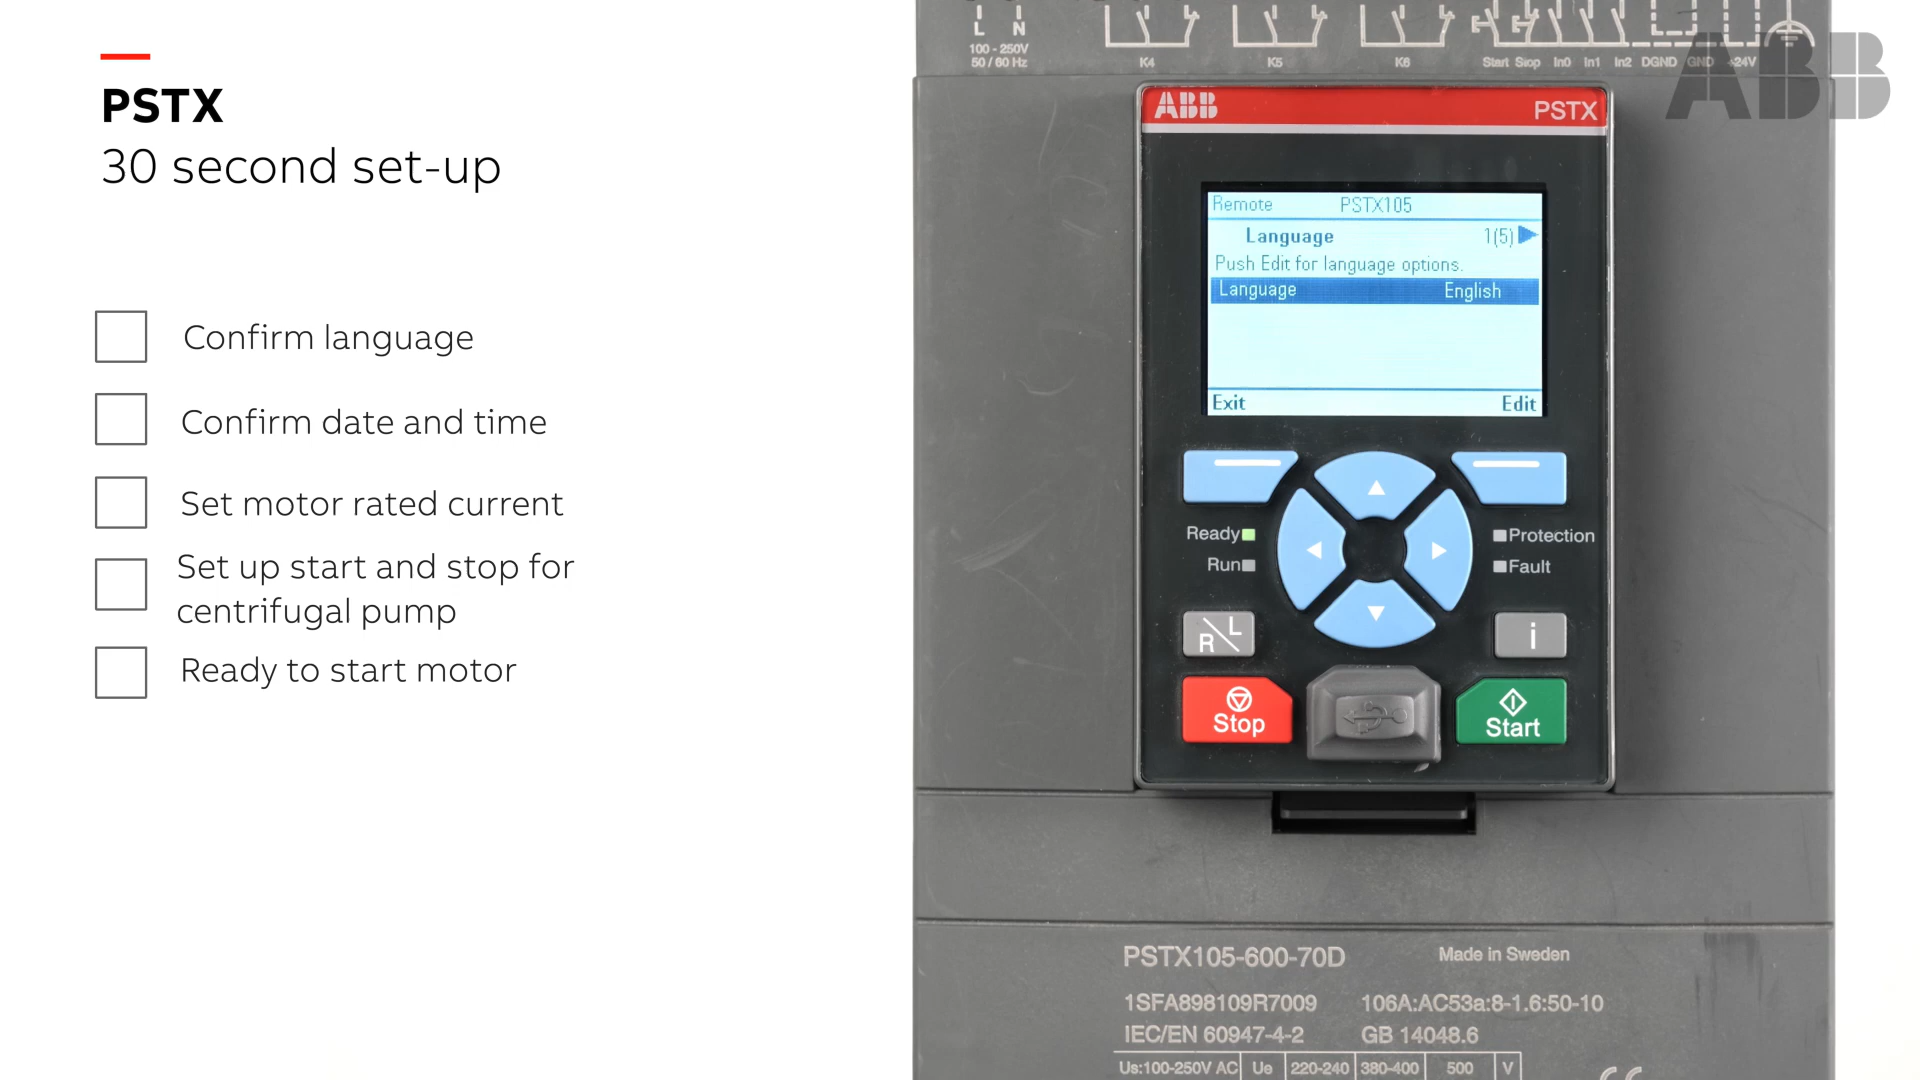 PSTX
30 second set-up
Confirm language
Confirm date and time
Set motor rated current
Set up start and stop for
centrifugal pump
Ready to start motor
L N
100 - 250V
50 / 60 Hz
K4 K5 K6 Start Stop In0 In1 In2 DGND GND +24V
ABB
ABB PSTX
Remote PSTX105
Language 1(5)
Push Edit for language options.
Language English
Exit Edit
Ready Protection
Run Fault
R L i
Stop Start
PSTX105-600-70D Made in Sweden
1SFA898109R7009 106A:AC53a:8-1.6:50-10
IEC/EN 60947-4-2 GB 14048.6
Us:100-250V AC Ue 220-240 380-400 500 V
CE